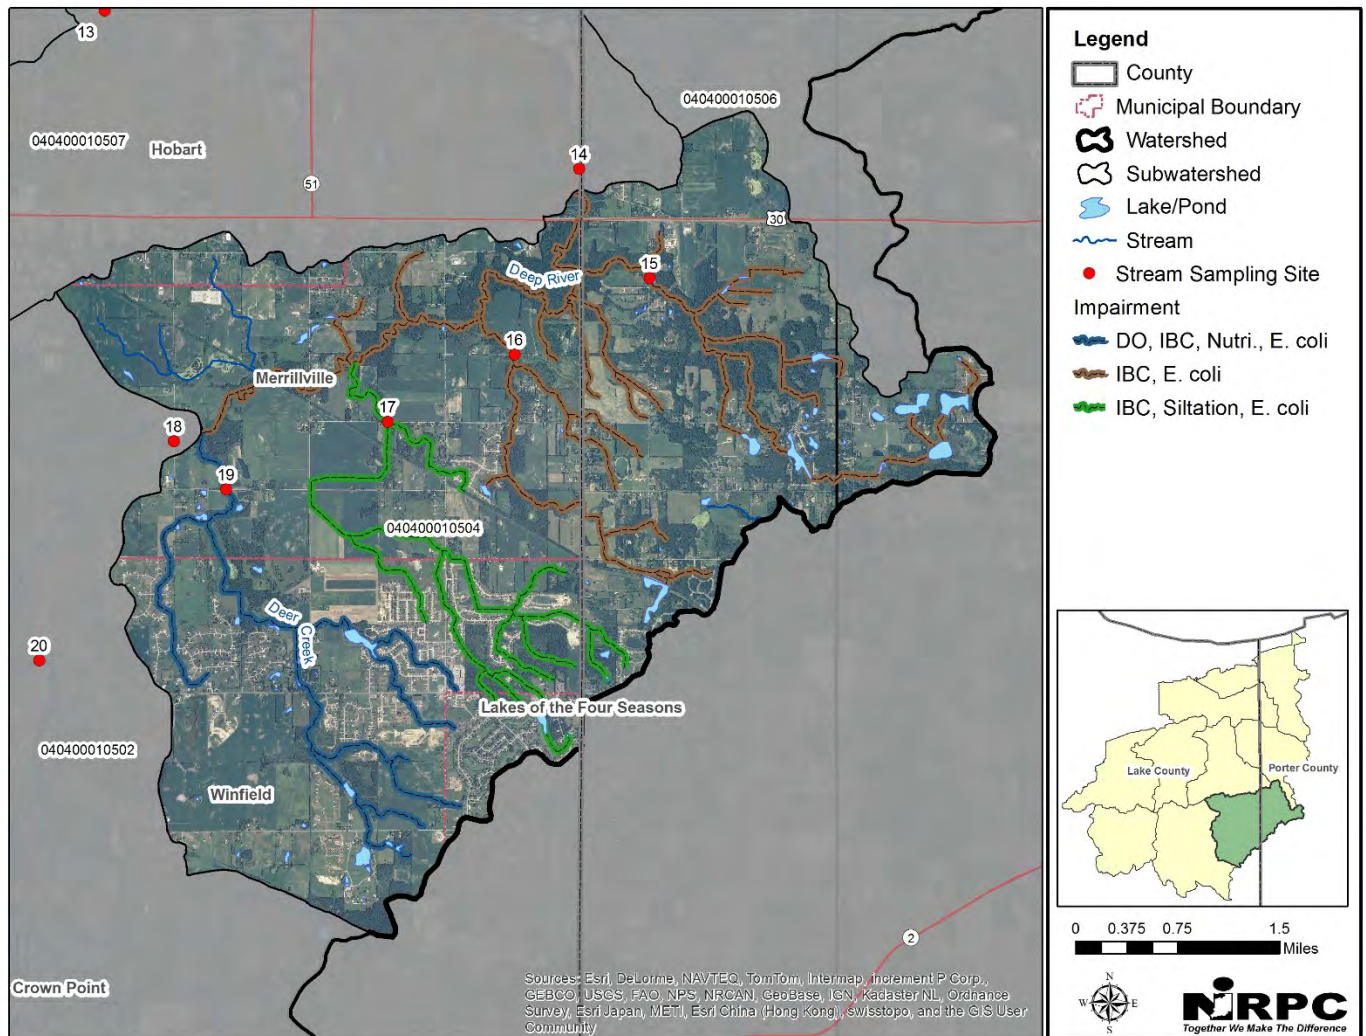 13
040400010506
040400010507
Hobart
14
51
30
15
Deep River
16
Merrillville
17
18
19
040400010504
Deer Creek
20
Lakes of the Four Seasons
040400010502
Winfield
2
Crown Point
Sources: Esri, DeLorme, NAVTEQ, TomTom, Intermap, increment P Corp.,
GEBCO, USGS, FAO, NPS, NRCAN, GeoBase, IGN, Kadaster NL, Ordnance
Survey, Esri Japan, METI, Esri China (Hong Kong), swisstopo, and the GIS User
Community
Legend
County
Municipal Boundary
Watershed
Subwatershed
Lake/Pond
Stream
Stream Sampling Site
Impairment
DO, IBC, Nutri., E. coli
IBC, E. coli
IBC, Siltation, E. coli
Lake County
Porter County
0 0.375 0.75 1.5
Miles
N
W E
S
NIRPC
Together We Make The Difference